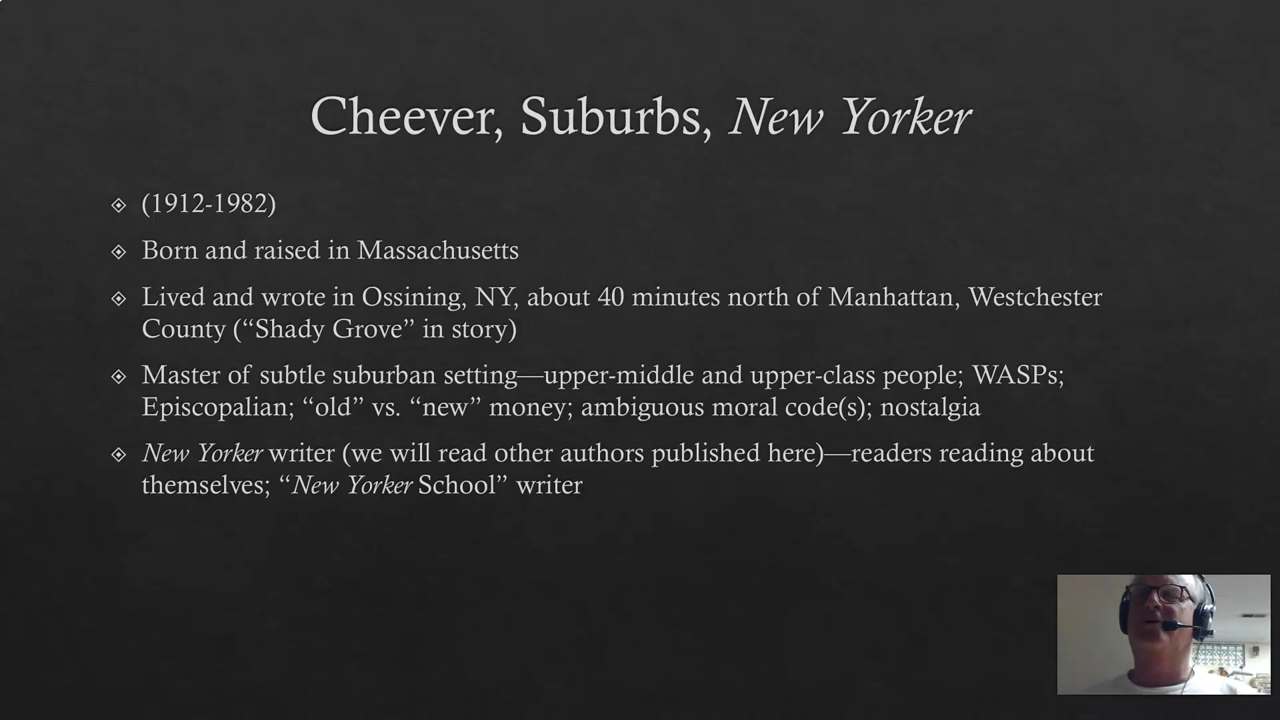 Cheever, Suburbs, New Yorker
(1912-1982)
Born and raised in Massachusetts
Lived and wrote in Ossining, NY, about 40 minutes north of Manhattan, Westchester
County (“Shady Grove” in story)
Master of subtle suburban setting—upper-middle and upper-class people; WASPs;
Episcopalian; “old” vs. “new” money; ambiguous moral code(s); nostalgia
New Yorker writer (we will read other authors published here)—readers reading about
themselves; “New Yorker School” writer